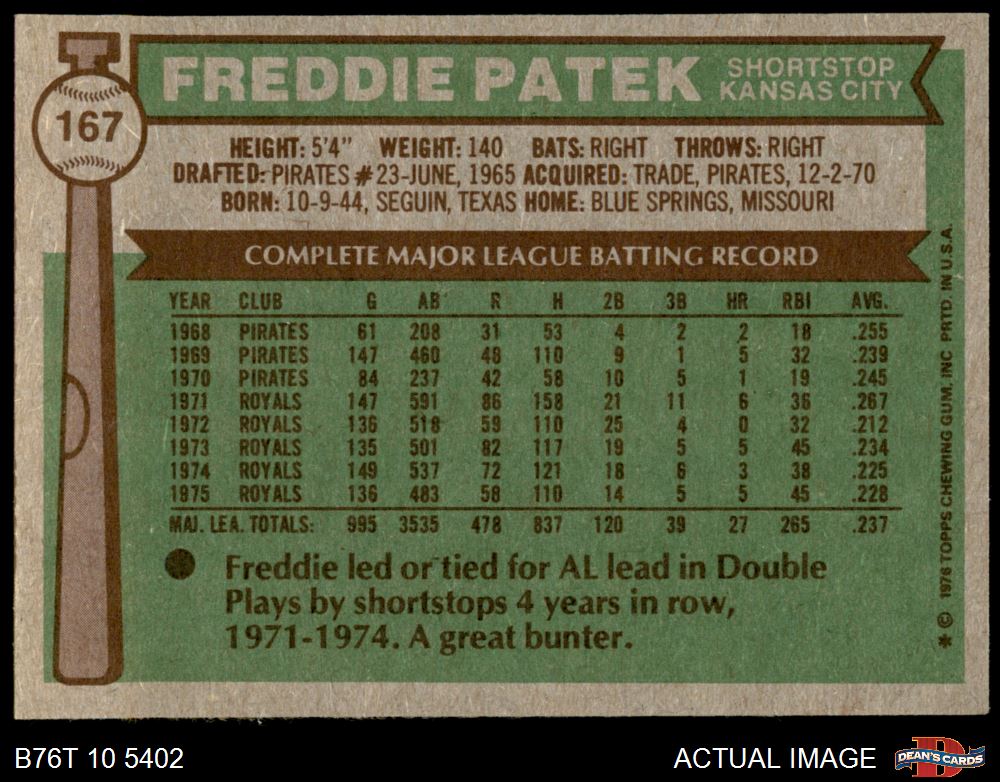 167
FREDDIE PATEK
SHORTSTOP
KANSAS CITY
HEIGHT: 5'4" WEIGHT: 140 BATS: RIGHT THROWS: RIGHT
DRAFTED: PIRATES #23-JUNE, 1965 ACQUIRED: TRADE, PIRATES, 12-2-70
BORN: 10-9-44, SEGUIN, TEXAS HOME: BLUE SPRINGS, MISSOURI
COMPLETE MAJOR LEAGUE BATTING RECORD
YEAR CLUB G AB R H 2B 3B HR RBI AVG.
1968 PIRATES 61 208 31 53 4 2 2 18 .255
1969 PIRATES 147 460 48 110 9 1 5 32 .239
1970 PIRATES 84 237 42 58 10 5 1 19 .245
1971 ROYALS 147 591 86 158 21 11 6 36 .267
1972 ROYALS 136 518 59 110 25 4 0 32 .212
1973 ROYALS 135 501 82 117 19 5 5 45 .234
1974 ROYALS 149 537 72 121 18 6 3 38 .225
1975 ROYALS 136 483 58 110 14 5 5 45 .228
MAJ. LEA. TOTALS: 995 3535 478 837 120 39 27 265 .237
Freddie led or tied for AL lead in Double
Plays by shortstops 4 years in row,
1971-1974. A great bunter.
* © 1976 TOPPS CHEWING GUM, INC PRTD. IN U.S.A.
B76T 10 5402
ACTUAL IMAGE
D
DEAN'S CARDS